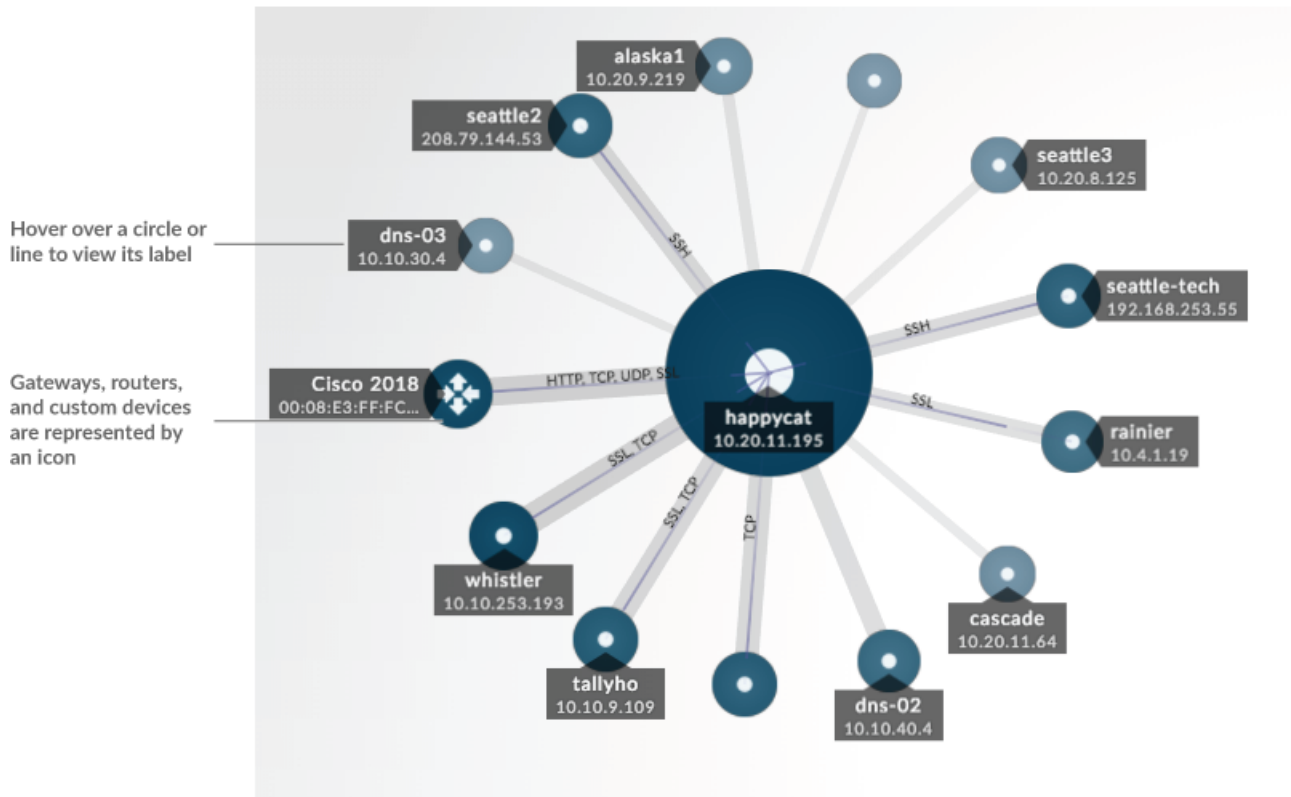 alaska1
10.20.9.219
seattle2
208.79.144.53
seattle3
10.20.8.125
Hover over a circle or
line to view its label
dns-03
10.10.30.4
SSH
seattle-tech
192.168.253.55
SSH
Gateways, routers,
and custom devices
are represented by
an icon
Cisco 2018
00:08:E3:FF:FC...
HTTP, TCP, UDP, SSL
happycat
10.20.11.195
SSL
rainier
10.4.1.19
SSL, TCP
SSL, TCP
TCP
whistler
10.10.253.193
cascade
10.20.11.64
tallyho
10.10.9.109
dns-02
10.10.40.4